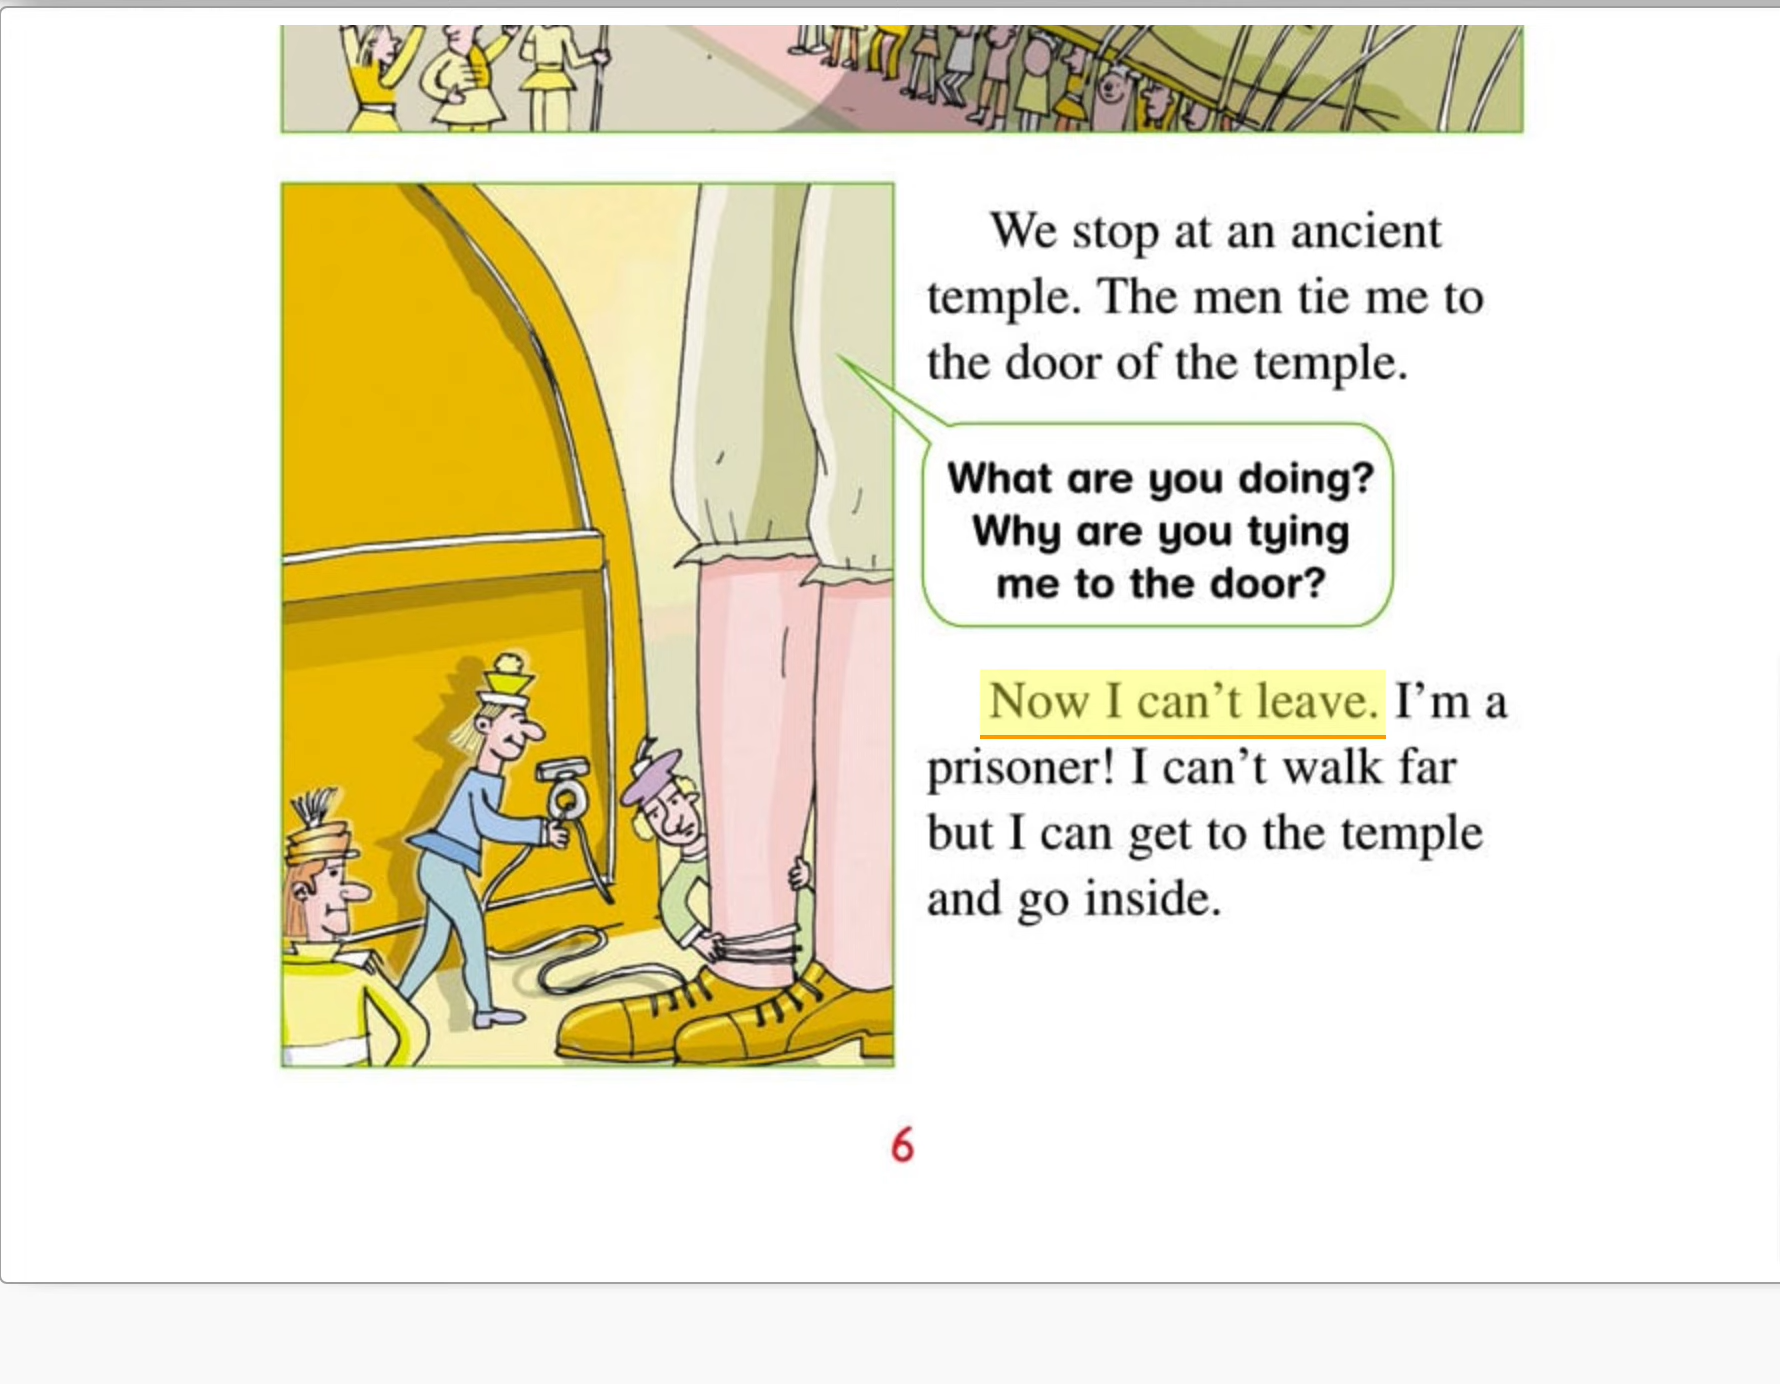 We stop at an ancient
temple. The men tie me to
the door of the temple.
What are you doing?
Why are you tying
me to the door?
Now I can’t leave. I’m a
prisoner! I can’t walk far
but I can get to the temple
and go inside.
6